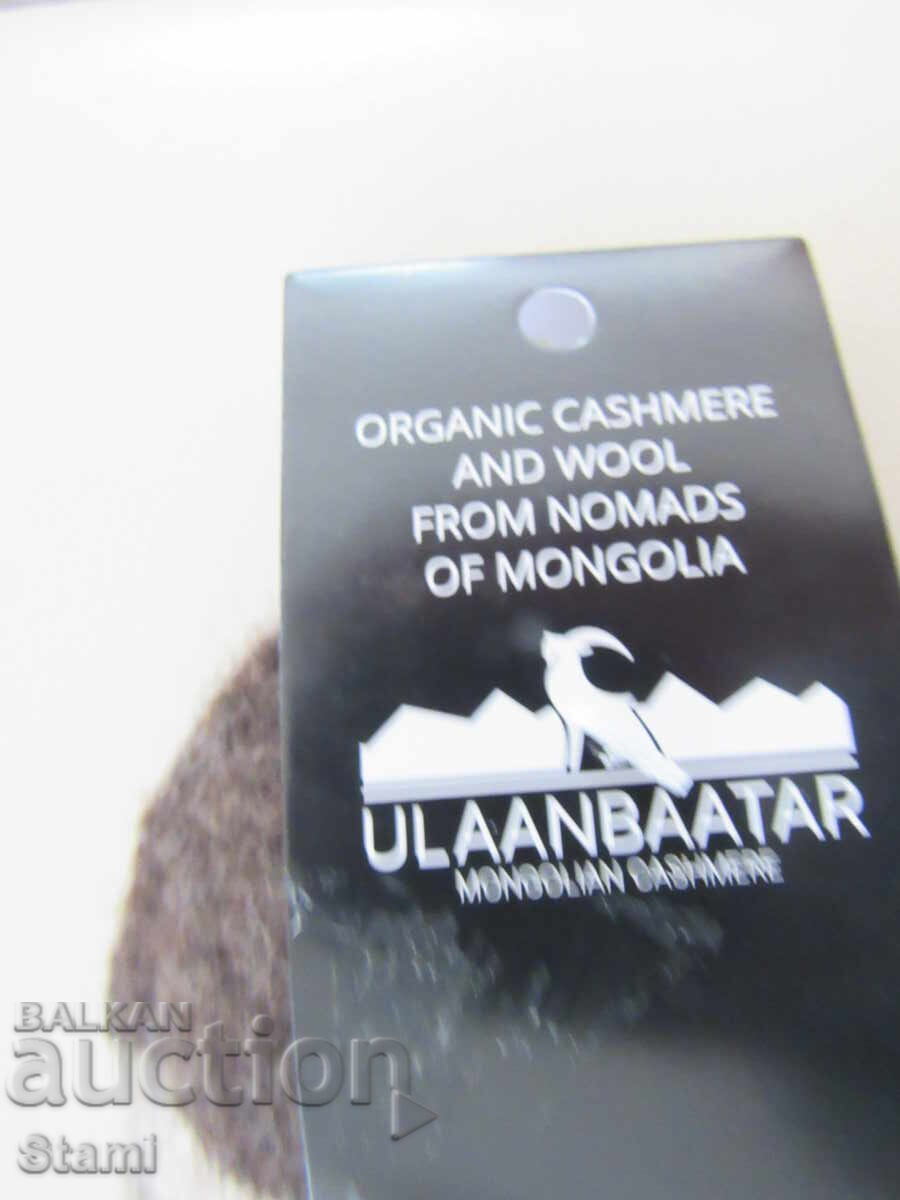 ORGANIC CASHMERE
AND WOOL
FROM NOMADS
OF MONGOLIA
ULAANBAATAR
MONGOLIAN CASHMERE
BALKAN
auction
Stami